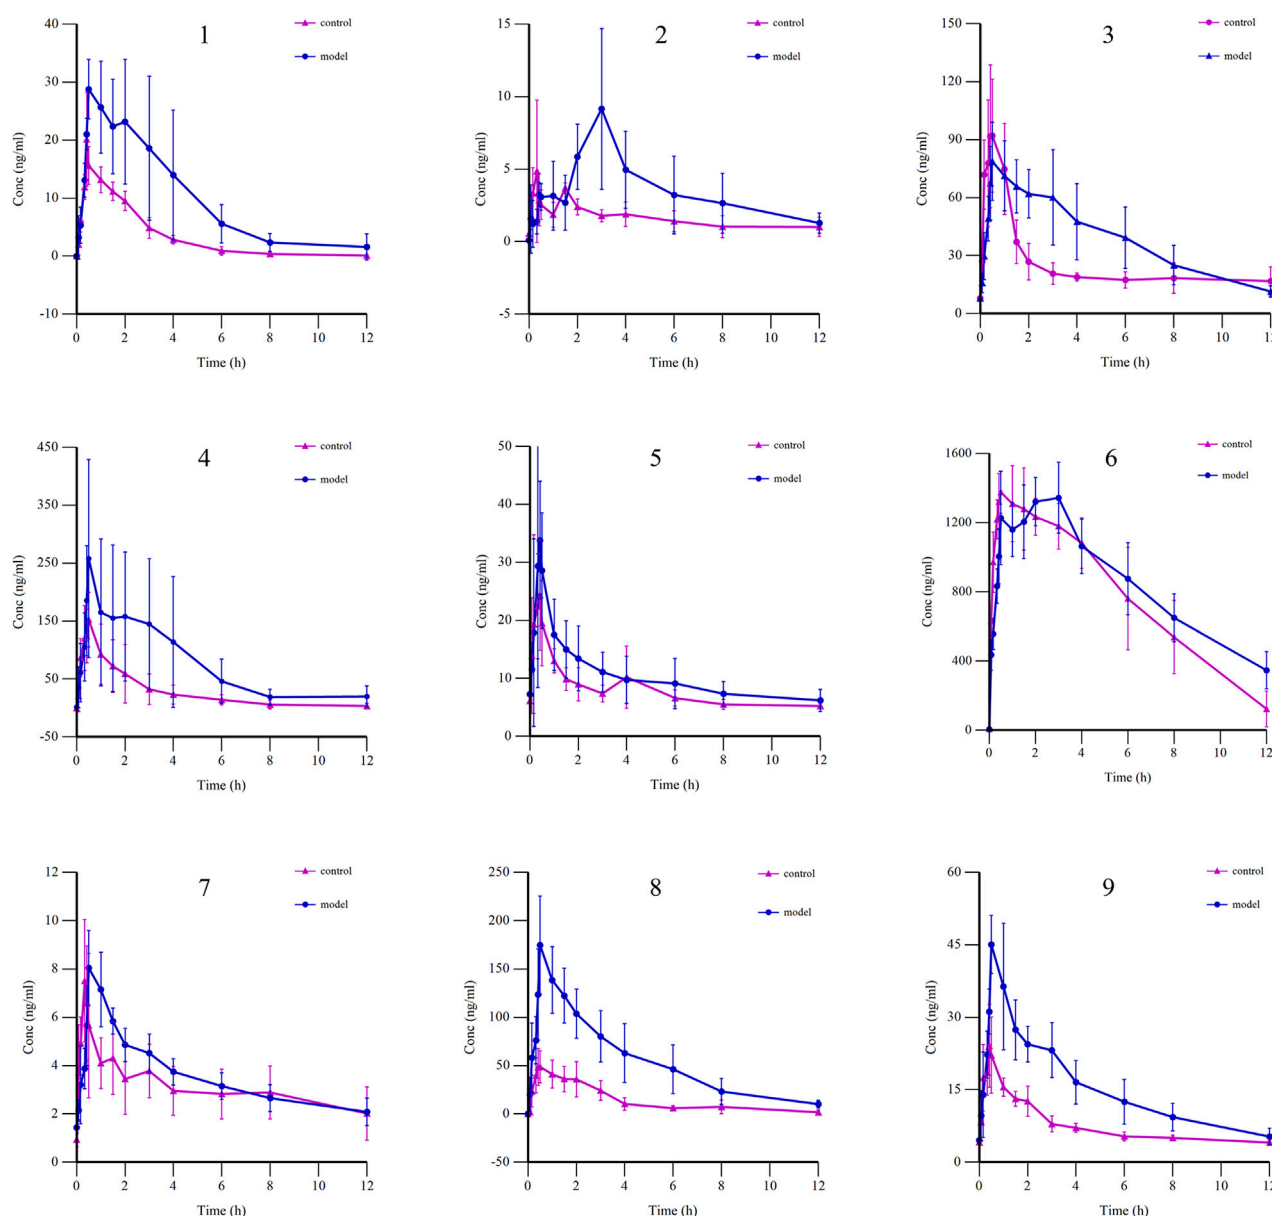 1
control
model
40
30
20
10
0
-10
Conc (ng/ml)
0 2 4 6 8 10 12
Time (h)
2
control
model
15
10
5
0
-5
Conc (ng/ml)
0 2 4 6 8 10 12
Time (h)
3
control
model
150
120
90
60
30
0
Conc (ng/ml)
0 2 4 6 8 10 12
Time (h)
4
control
model
450
350
250
150
50
-50
Conc (ng/ml)
0 2 4 6 8 10 12
Time (h)
5
control
model
50
40
30
20
10
0
Conc (ng/ml)
0 2 4 6 8 10 12
Time (h)
6
control
model
1600
1200
800
400
0
Conc (ng/ml)
0 2 4 6 8 10 12
Time (h)
7
control
model
12
10
8
6
4
2
0
Conc (ng/ml)
0 2 4 6 8 10 12
Time (h)
8
control
model
250
200
150
100
50
0
-50
Conc (ng/ml)
0 2 4 6 8 10 12
Time (h)
9
control
model
60
45
30
15
0
Conc (ng/ml)
0 2 4 6 8 10 12
Time (h)